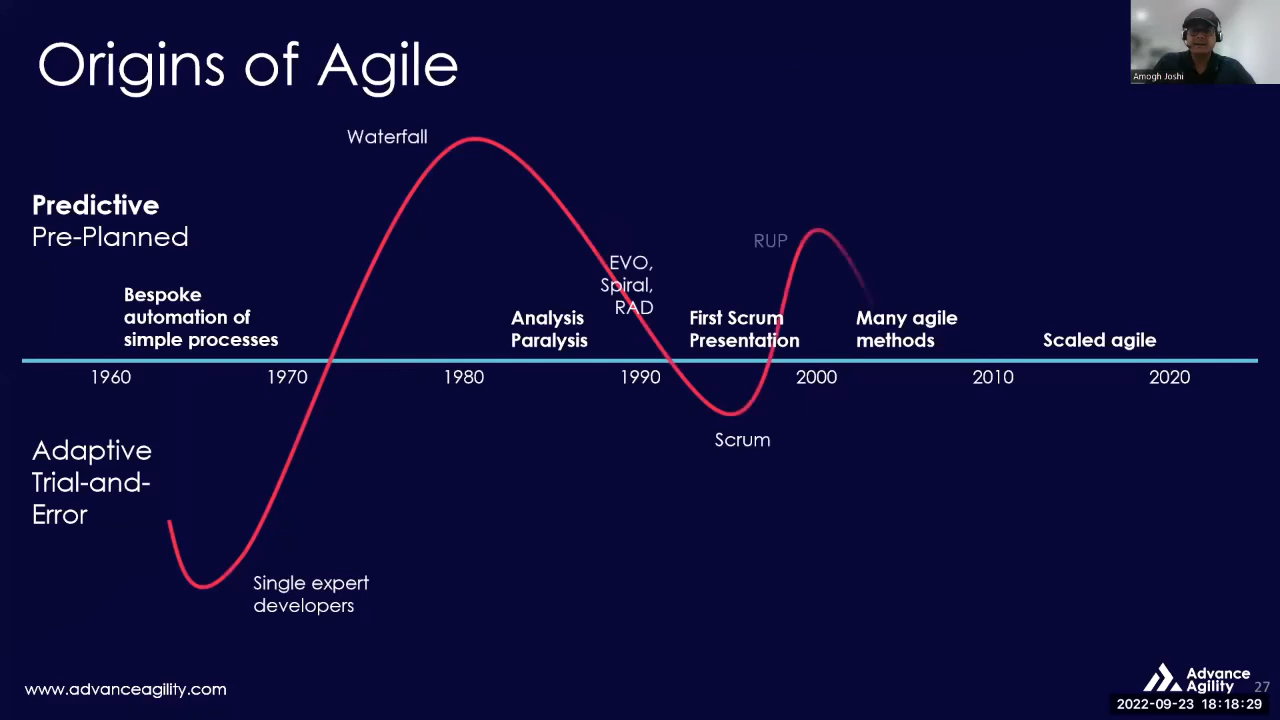 Origins of Agile
Amogh Joshi
Waterfall
Predictive
Pre-Planned
RUP
EVO,
Spiral,
RAD
Bespoke
automation of
simple processes
Analysis
Paralysis
First Scrum
Presentation
Many agile
methods
Scaled agile
1960
1970
1980
1990
2000
2010
2020
Adaptive
Trial-and-
Error
Scrum
Single expert
developers
www.advanceagility.com
Advance
Agility
27
2022-09-23 18:18:29